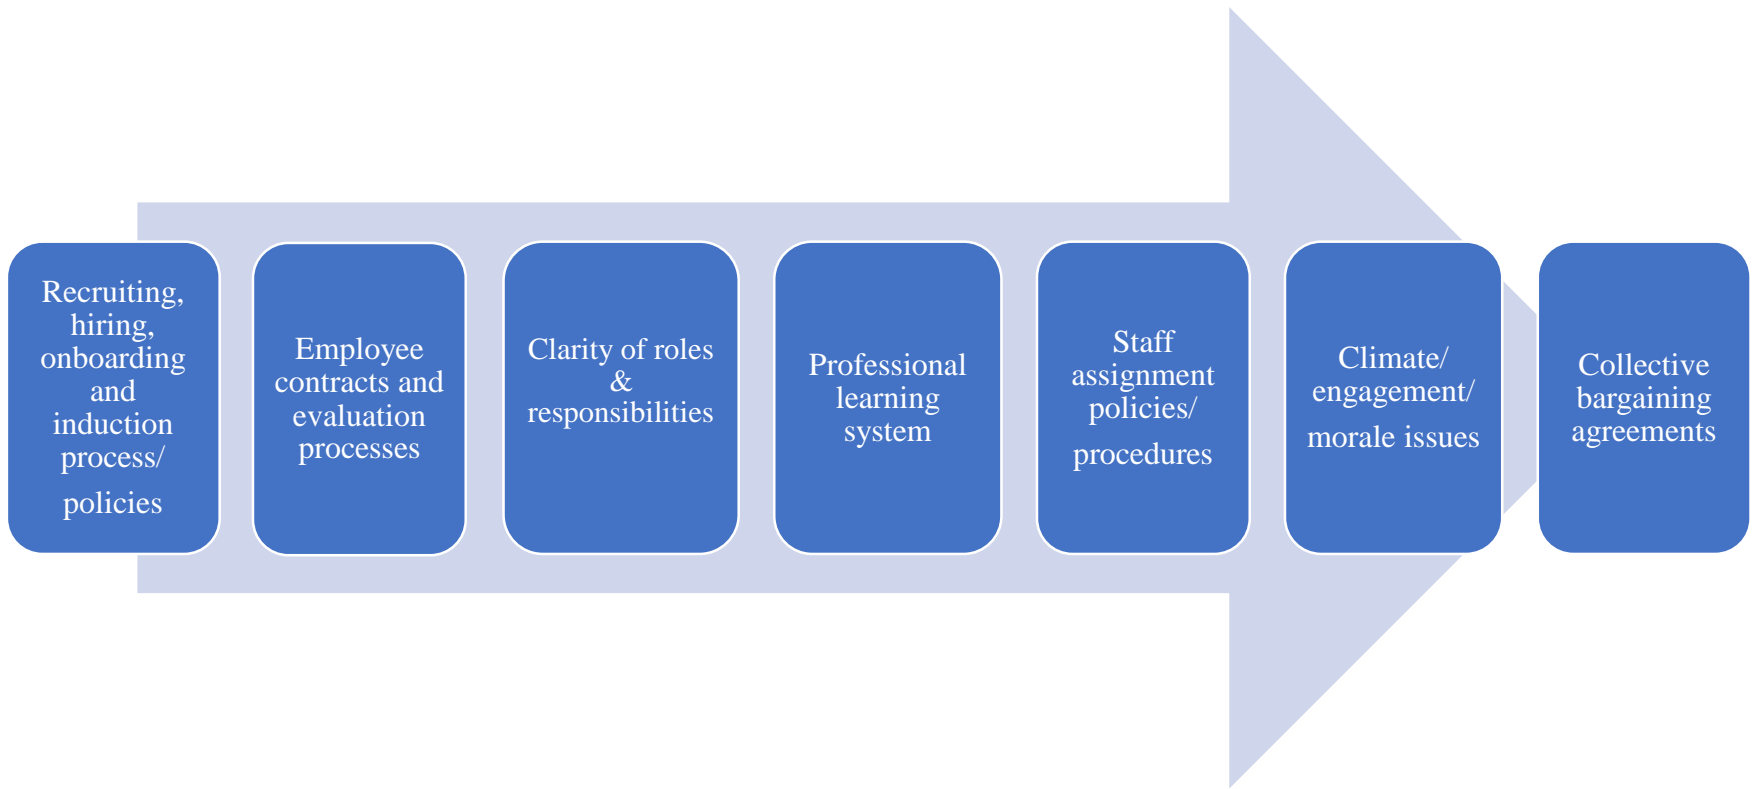 Recruiting,
hiring,
onboarding
and
induction
process/
policies
Employee
contracts and
evaluation
processes
Clarity of roles
&
responsibilities
Professional
learning
system
Staff
assignment
policies/
procedures
Climate/
engagement/
morale issues
Collective
bargaining
agreements